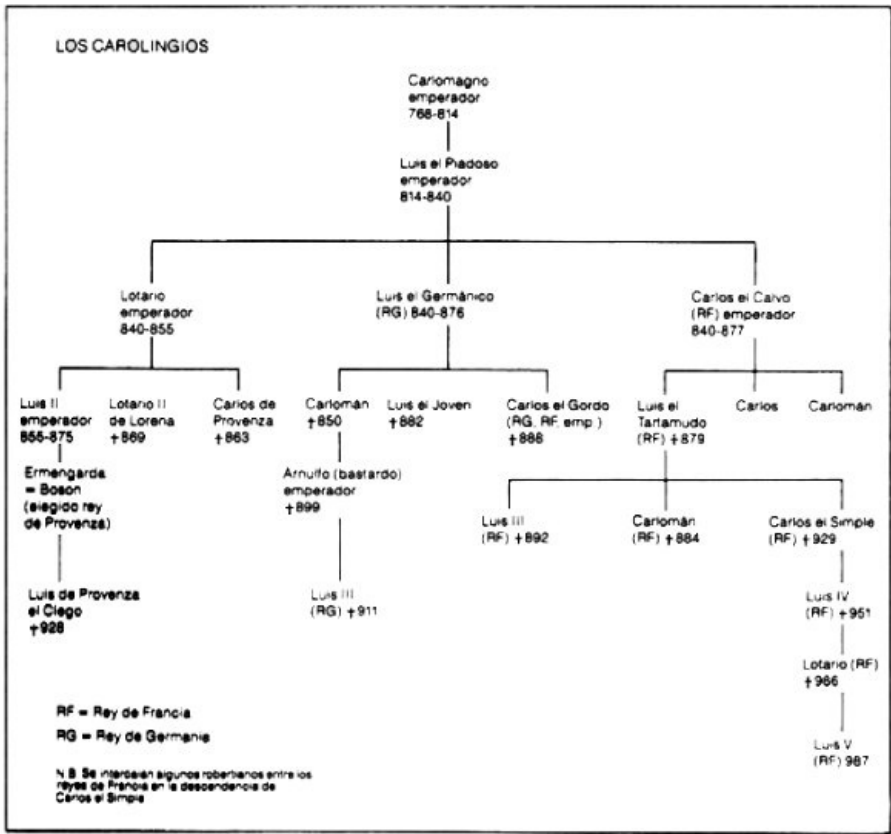 LOS CAROLINGIOS
Carlomagno
emperador
768-814
Luis el Piadoso
emperador
814-840
Lotario
emperador
840-855
Luis el Germánico
(RG) 840-876
Carlos el Calvo
(RF) emperador
840-877
Luis II
emperador
855-875
Lotario II
de Lorena
†869
Carlos de
Provenza
†863
Carlomán
†850
Luis el Joven
†882
Carlos el Gordo
(RG, RF, emp.)
†888
Luis el
Tartamudo
(RF) †879
Carlos
Carlomán
Ermengarda
= Boson
(elegido rey
de Provenza)
Arnulfo (bastardo)
emperador
†899
Luis III
(RF) †892
Carlomán
(RF) †884
Carlos el Simple
(RF) †929
Luis de Provenza
el Ciego
†928
Luis III
(RG) †911
Luis IV
(RF) †951
Lotario (RF)
†986
Luis V
(RF) 987
RF = Rey de Francia
RG = Rey de Germania
N.B. Se intercalan algunos robertianos entre los
reyes de Francia en la descendencia de
Carlos el Simple